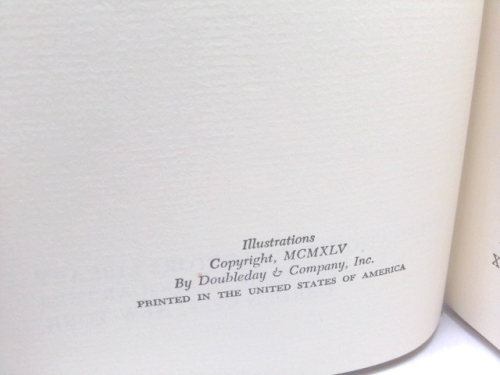 Illustrations
Copyright, MCMXLV
By Doubleday & Company, Inc.
PRINTED IN THE UNITED STATES OF AMERICA
X